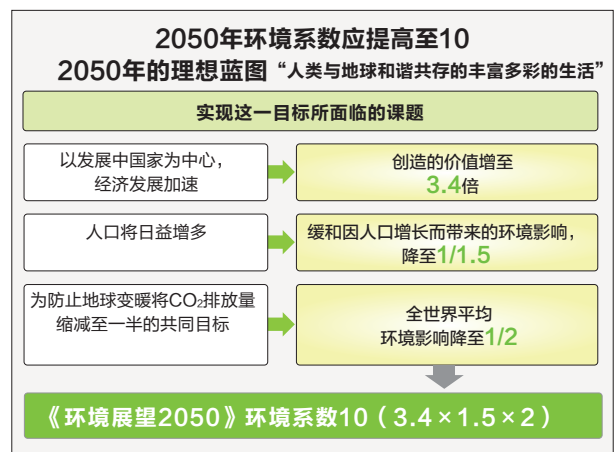 2050年环境系数应提高至10
2050年的理想蓝图“人类与地球和谐共存的丰富多彩的生活”
实现这一目标所面临的课题
以发展中国家为中心，
经济发展加速
创造的价值增至
3.4倍
人口将日益增多
缓和因人口增长而带来的环境影响，
降至1/1.5
为防止地球变暖将CO₂排放量
缩减至一半的共同目标
全世界平均
环境影响降至1/2
《环境展望2050》环境系数10（3.4×1.5×2）